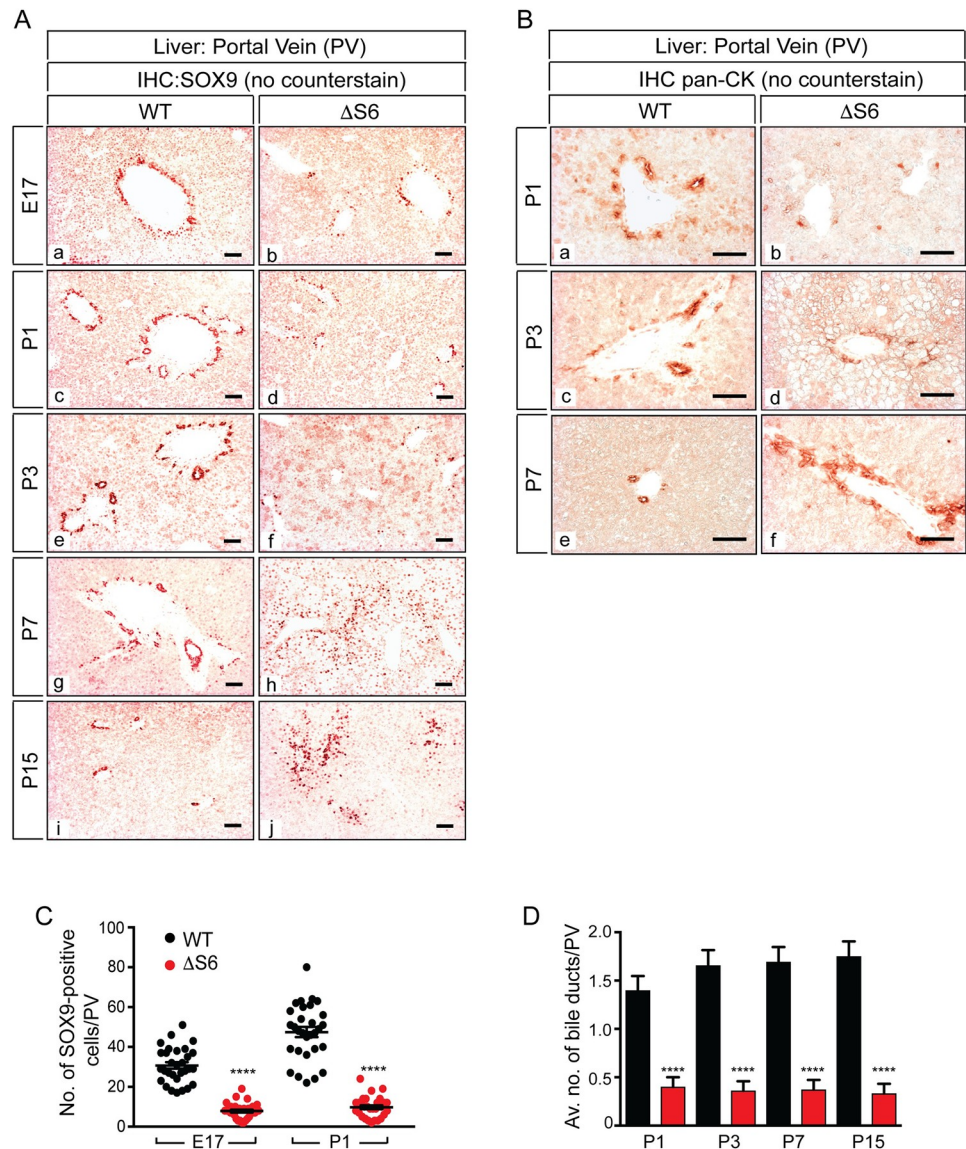 A
Liver: Portal Vein (PV)
IHC:SOX9 (no counterstain)
WT ΔS6
E17
a b
P1
c d
P3
e f
P7
g h
P15
i j
B
Liver: Portal Vein (PV)
IHC pan-CK (no counterstain)
WT ΔS6
P1
a b
P3
c d
P7
e f
C
No. of SOX9-positive
cells/PV
100
80
60
40
20
0
WT
ΔS6
**** ****
E17 P1
D
Av. no. of bile ducts/PV
2.0
1.5
1.0
0.5
0
**** **** **** ****
P1 P3 P7 P15